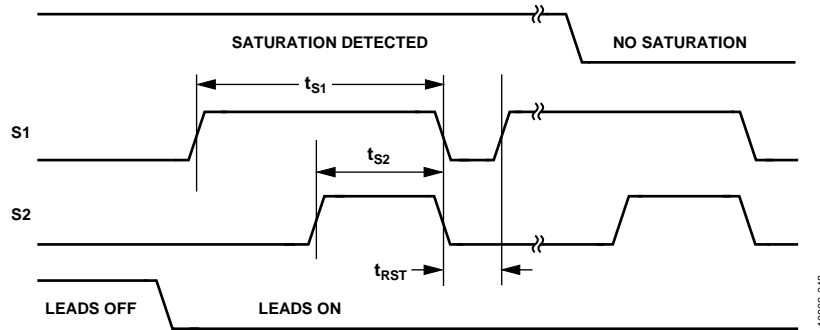 SATURATION DETECTED
NO SATURATION
tS1
S1
tS2
S2
tRST
LEADS OFF
LEADS ON